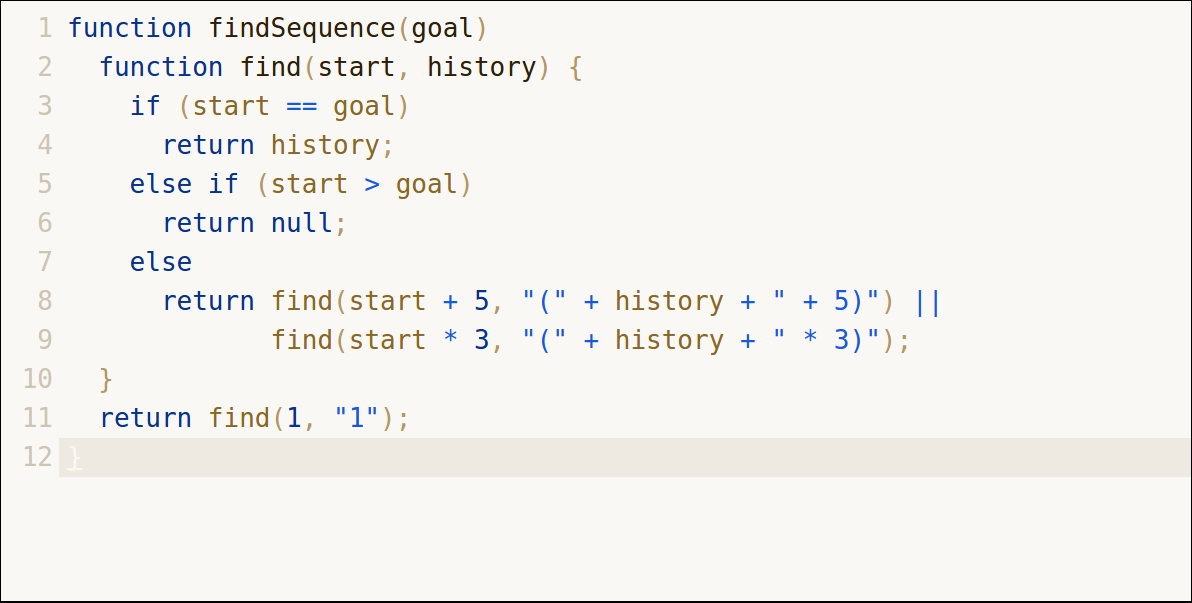 1 function findSequence(goal)
2   function find(start, history) {
3     if (start == goal)
4       return history;
5     else if (start > goal)
6       return null;
7     else
8       return find(start + 5, "(" + history + " + 5)") ||
9              find(start * 3, "(" + history + " * 3)");
10   }
11   return find(1, "1");
12 }